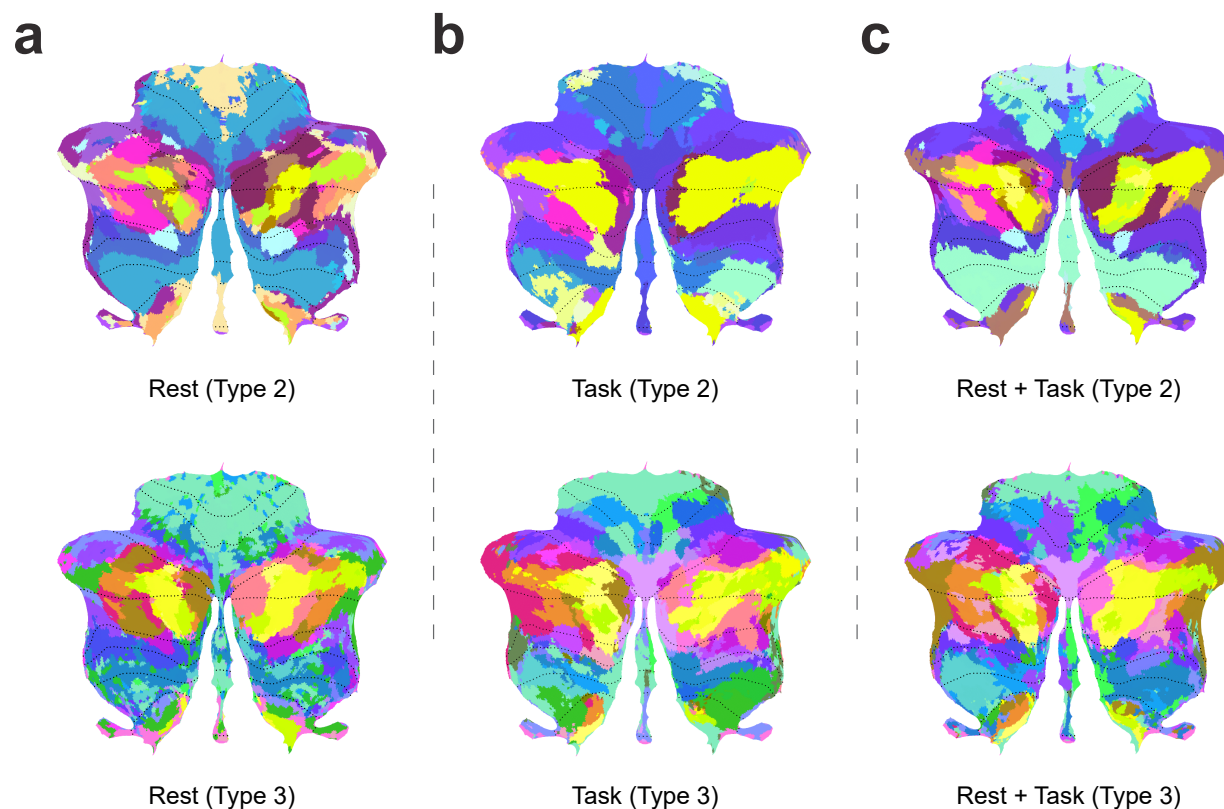 a
b
c
Rest (Type 2)
Task (Type 2)
Rest + Task (Type 2)
Rest (Type 3)
Task (Type 3)
Rest + Task (Type 3)